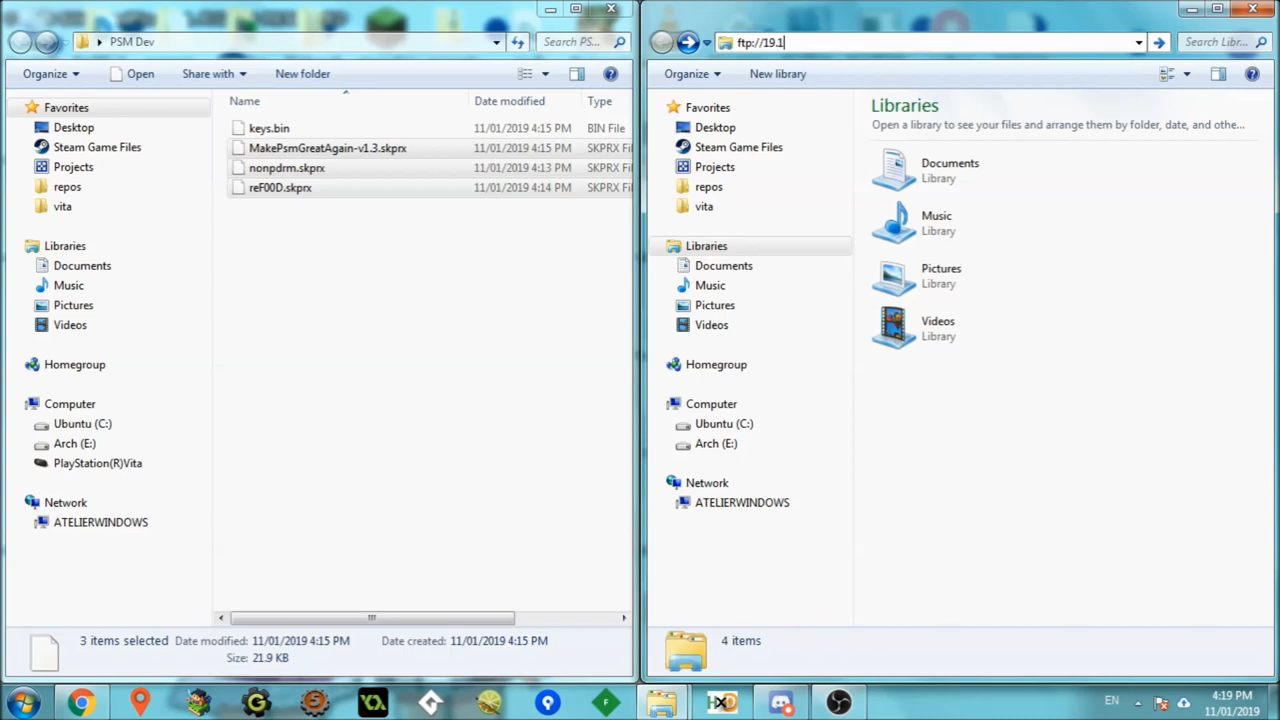 PSM Dev
Search PS...
Organize
Open
Share with
New folder
Favorites
Desktop
Steam Game Files
Projects
repos
vita
Libraries
Documents
Music
Pictures
Videos
Homegroup
Computer
Ubuntu (C:)
Arch (E:)
PlayStation(R)Vita
Network
ATELIERWINDOWS
Name Date modified Type
keys.bin 11/01/2019 4:15 PM BIN File
MakePsmGreatAgain-v1.3.skprx 11/01/2019 4:15 PM SKPRX Fi
nonpdrm.skprx 11/01/2019 4:13 PM SKPRX Fi
reF00D.skprx 11/01/2019 4:14 PM SKPRX Fi
3 items selected Date modified: 11/01/2019 4:15 PM Date created: 11/01/2019 4:15 PM
Size: 21.9 KB
ftp://19.1
Search Libr...
Organize
New library
Favorites
Desktop
Steam Game Files
Projects
repos
vita
Libraries
Documents
Music
Pictures
Videos
Homegroup
Computer
Ubuntu (C:)
Arch (E:)
Network
ATELIERWINDOWS
Libraries
Open a library to see your files and arrange them by folder, date, and othe...
Documents
Library
Music
Library
Pictures
Library
Videos
Library
4 items
EN
4:19 PM
11/01/2019